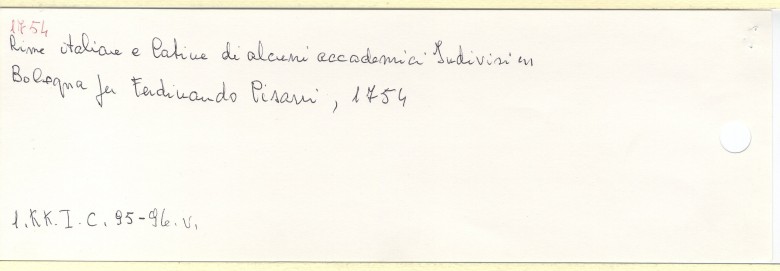 1754
Rime italiane e latine di alcuni accademici Indivisi in
Bologna per Ferdinando Pisarri, 1754
1.KK.I.C.95-96.V.